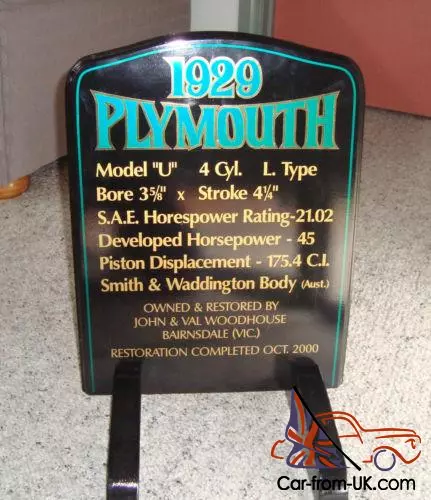 1929
PLYMOUTH
Model "U" 4 Cyl. L. Type
Bore 3⅝" x Stroke 4¼"
S.A.E. Horespower Rating-21.02
Developed Horsepower - 45
Piston Displacement - 175.4 C.I.
Smith & Waddington Body (Aust.)
OWNED & RESTORED BY
JOHN & VAL WOODHOUSE
BAIRNSDALE (VIC.)
RESTORATION COMPLETED OCT. 2000
Car-from-UK.com